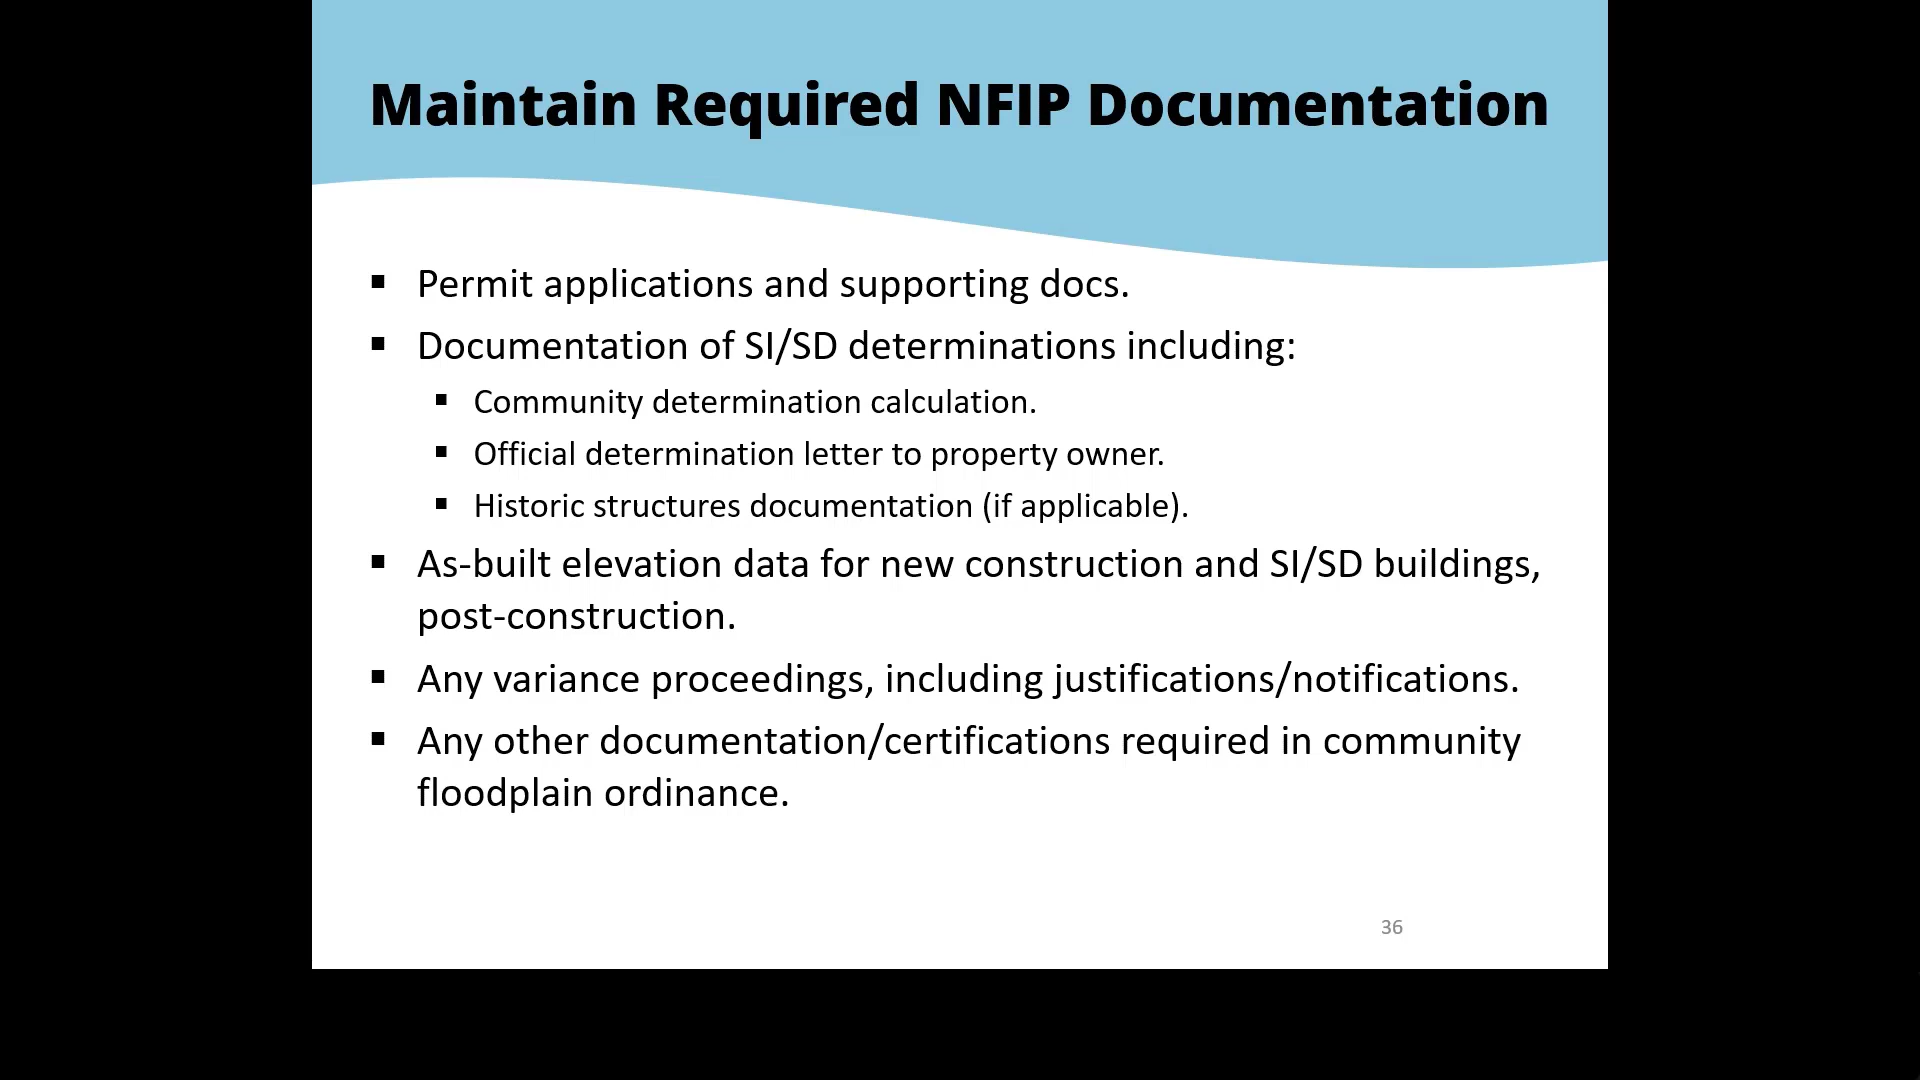 Maintain Required NFIP Documentation
▪ Permit applications and supporting docs.
▪ Documentation of SI/SD determinations including:
▪ Community determination calculation.
▪ Official determination letter to property owner.
▪ Historic structures documentation (if applicable).
▪ As-built elevation data for new construction and SI/SD buildings,
post-construction.
▪ Any variance proceedings, including justifications/notifications.
▪ Any other documentation/certifications required in community
floodplain ordinance.
36